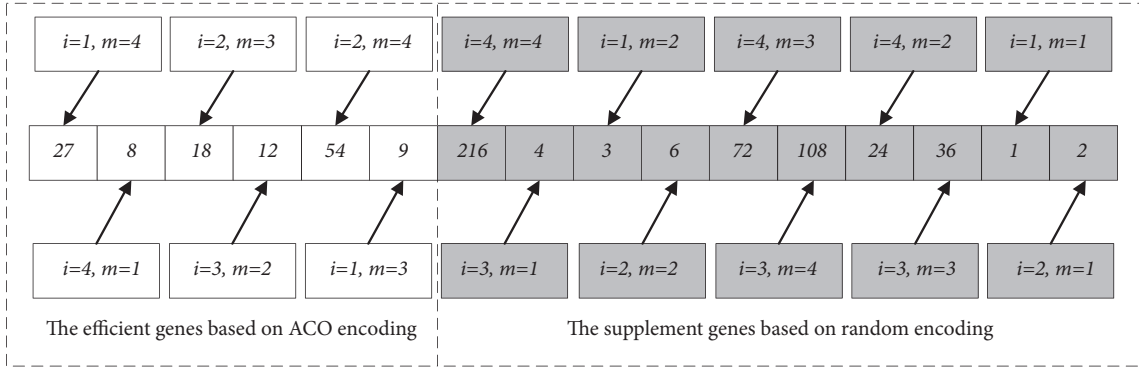 i=1, m=4 i=2, m=3 i=2, m=4 i=4, m=4 i=1, m=2 i=4, m=3 i=4, m=2 i=1, m=1
27 8 18 12 54 9 216 4 3 6 72 108 24 36 1 2
i=4, m=1 i=3, m=2 i=1, m=3 i=3, m=1 i=2, m=2 i=3, m=4 i=3, m=3 i=2, m=1
The efficient genes based on ACO encoding The supplement genes based on random encoding